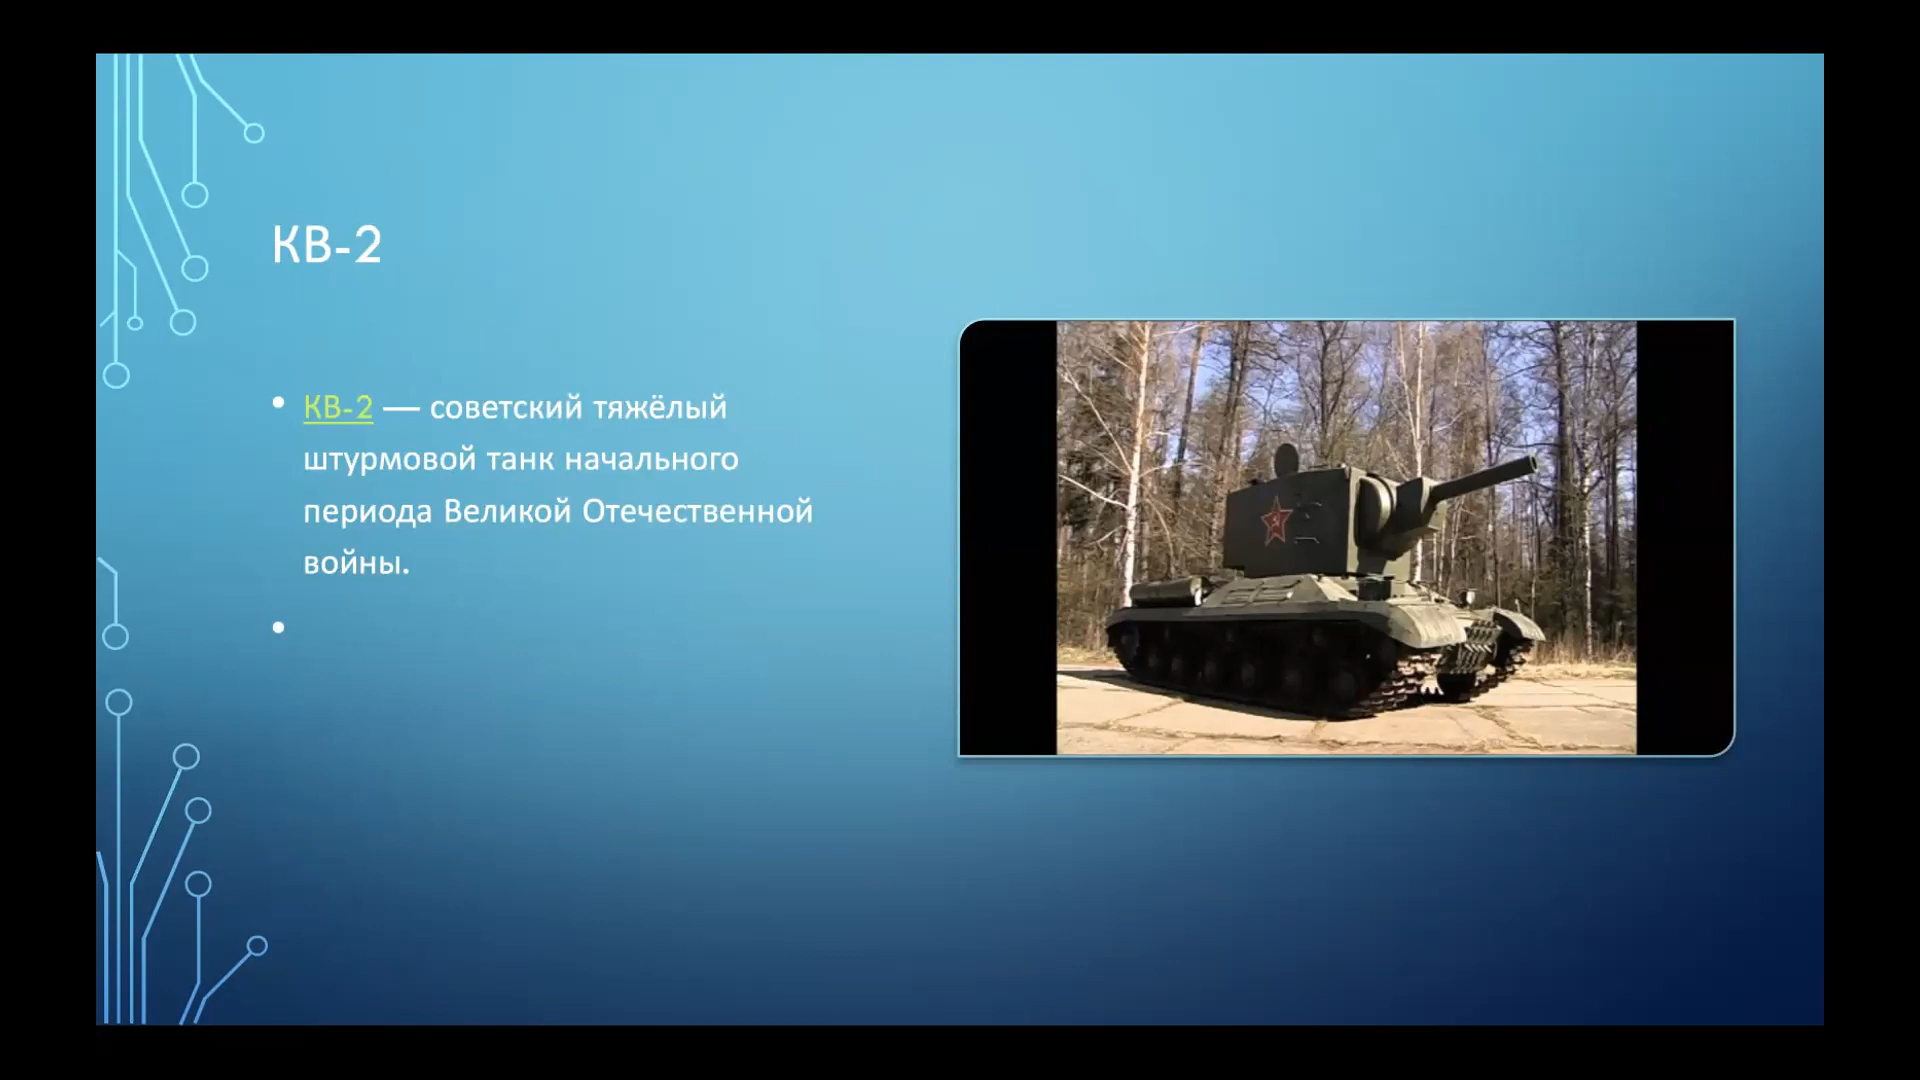 КВ-2
КВ-2 — советский тяжёлый
штурмовой танк начального
периода Великой Отечественной
войны.